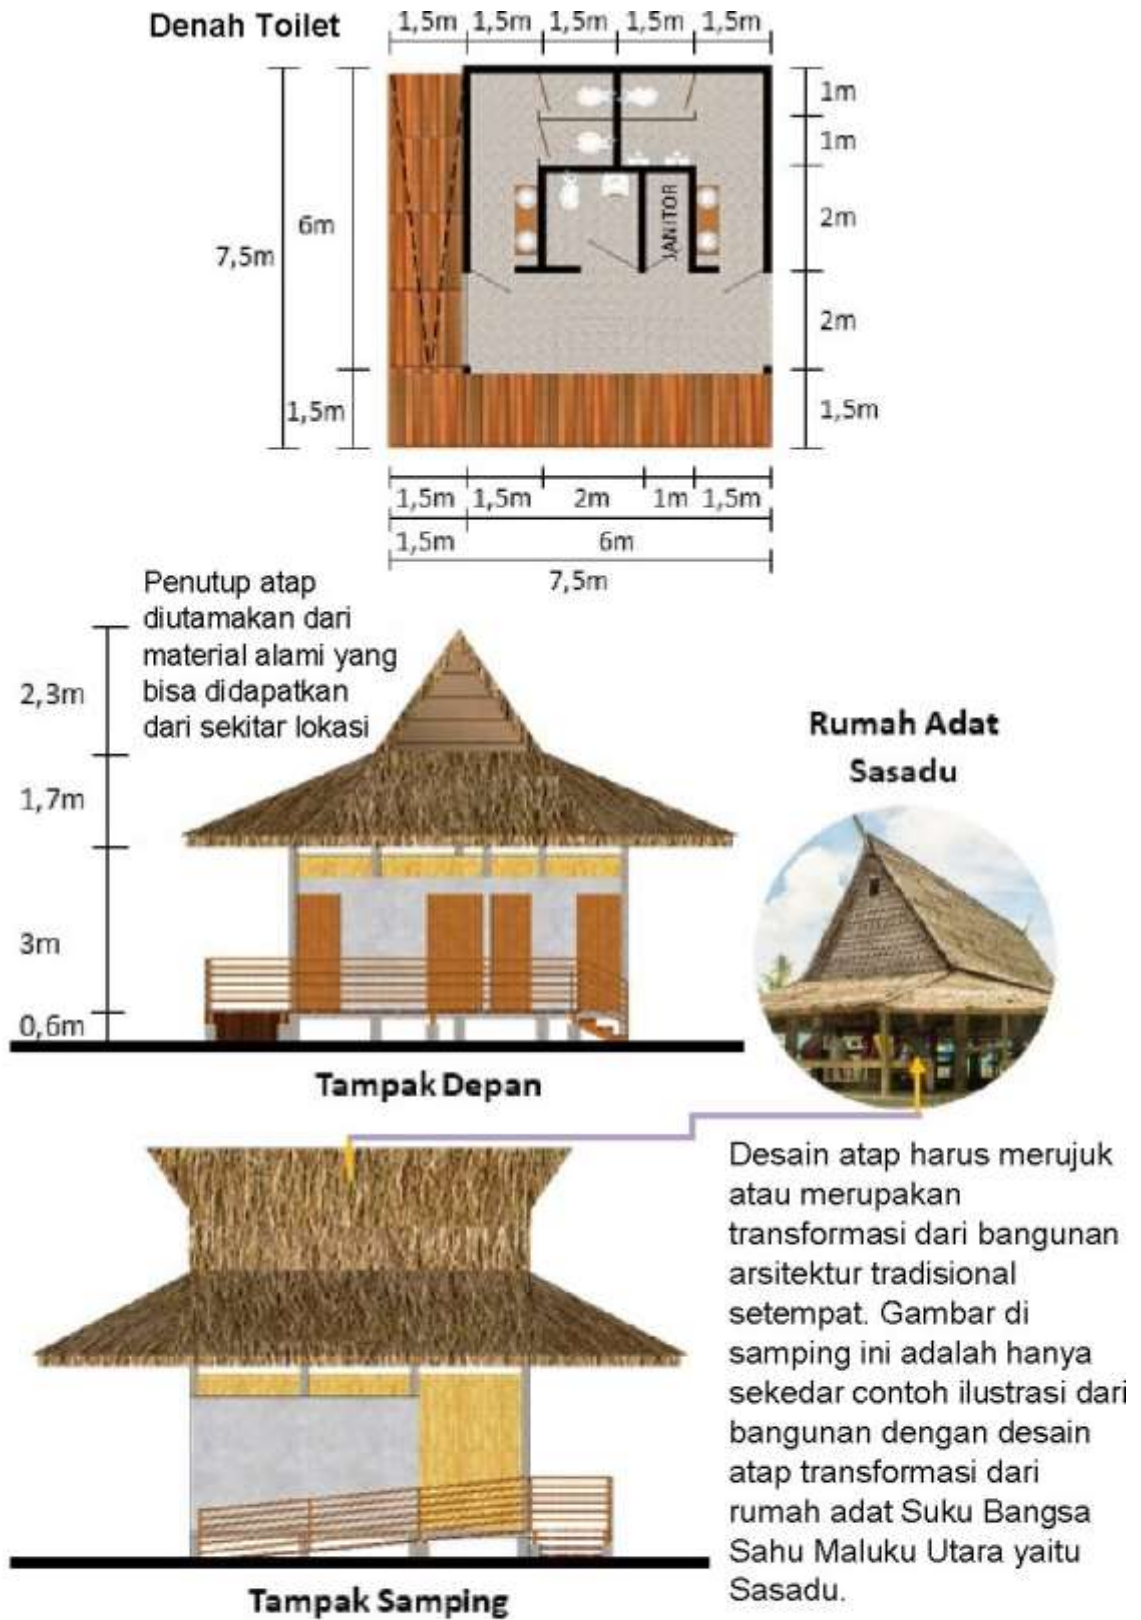 Denah Toilet
1,5m 1,5m 1,5m 1,5m 1,5m
1m
1m
6m
2m
7,5m
JANITOR
2m
1,5m
1,5m
1,5m 1,5m 2m 1m 1,5m
1,5m 6m
7,5m
Penutup atap
diutamakan dari
material alami yang
bisa didapatkan
dari sekitar lokasi
2,3m
1,7m
3m
0,6m
Rumah Adat
Sasadu
Tampak Depan
Desain atap harus merujuk
atau merupakan
transformasi dari bangunan
arsitektur tradisional
setempat. Gambar di
samping ini adalah hanya
sekedar contoh ilustrasi dari
bangunan dengan desain
atap transformasi dari
rumah adat Suku Bangsa
Sahu Maluku Utara yaitu
Sasadu.
Tampak Samping